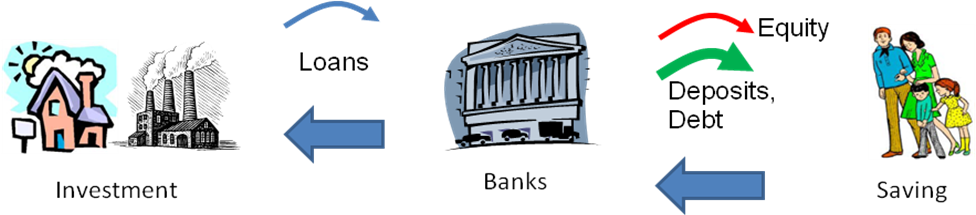 Equity
Loans
Deposits,
Debt
Investment
Banks
Saving